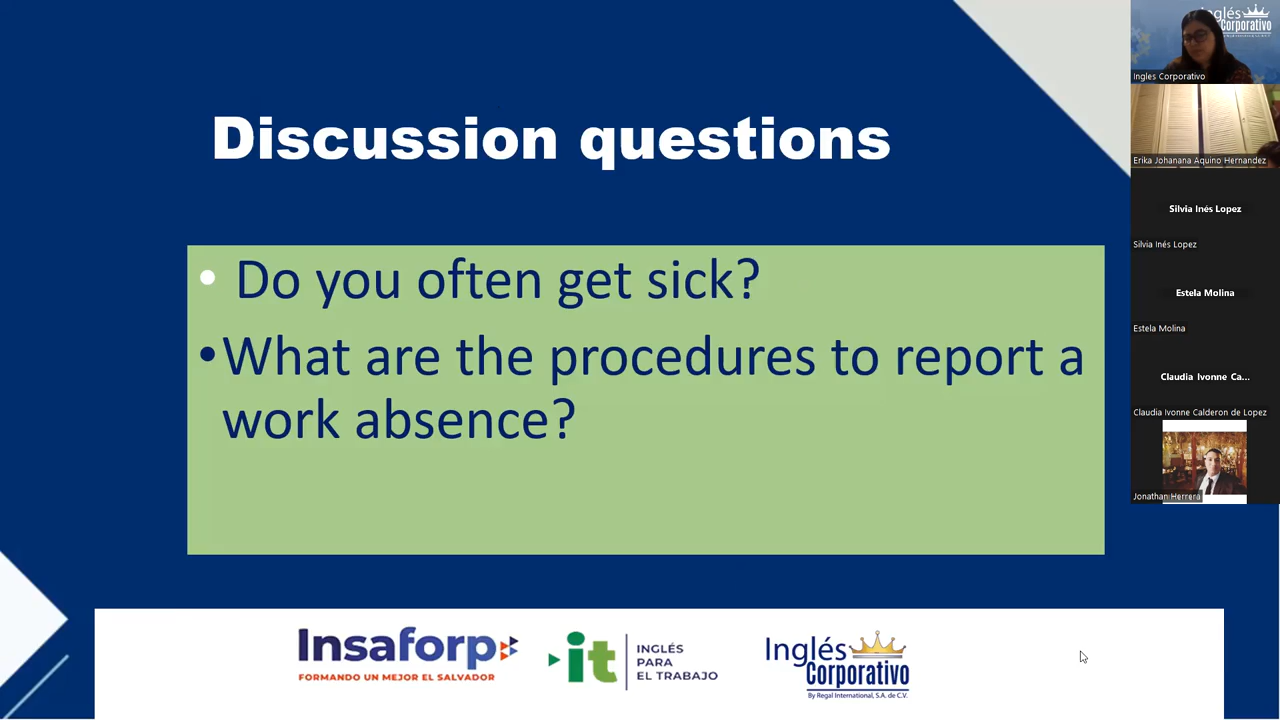 Discussion questions
• Do you often get sick?
• What are the procedures to report a
work absence?
Insaforp
FORMANDO UN MEJOR EL SALVADOR
it
INGLÉS
PARA
EL TRABAJO
Inglés
Corporativo
By Regal International, S.A. de C.V.
Inglés
Corporativo
Ingles Corporativo
Erika Johanana Aquino Hernandez
Silvia Inés Lopez
Silvia Inés Lopez
Estela Molina
Estela Molina
Claudia Ivonne Ca...
Claudia Ivonne Calderon de Lopez
Jonathan Herrera